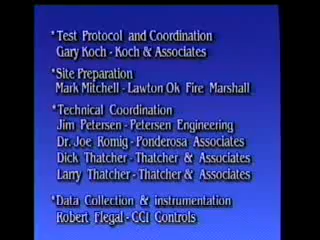 *Test Protocol and Coordination
Gary Koch - Koch & Associates
*Site Preparation
Mark Mitchell - Lawton Ok Fire Marshall
*Technical Coordination
Jim Petersen - Petersen Engineering
Dr. Joe Romig - Ponderosa Associates
Dick Thatcher - Thatcher & Associates
Larry Thatcher - Thatcher & Associates
*Data Collection & instrumentation
Robert Flegal - CCI Controls